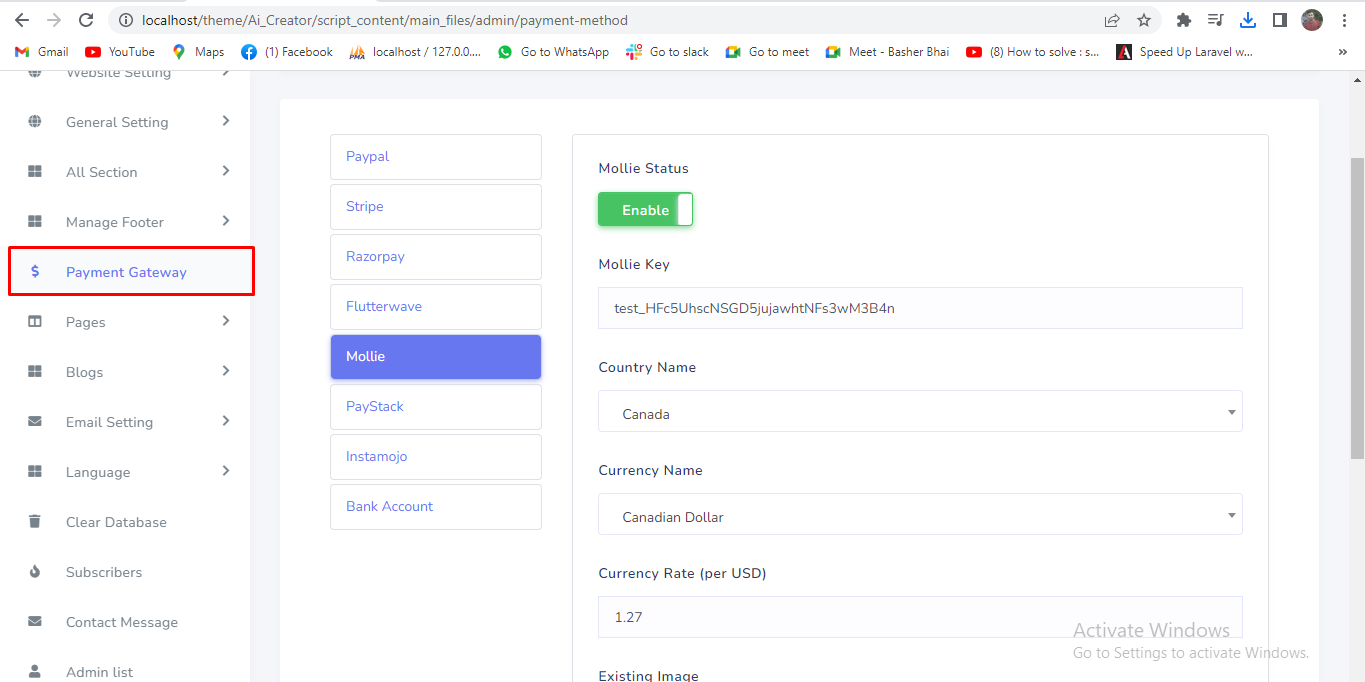 localhost/theme/Ai_Creator/script_content/main_files/admin/payment-method
Gmail YouTube Maps (1) Facebook localhost / 127.0.0.... Go to WhatsApp Go to slack Go to meet Meet - Basher Bhai (8) How to solve : s... Speed Up Laravel w... »
Website Setting
General Setting
All Section
Manage Footer
$ Payment Gateway
Pages
Blogs
Email Setting
Language
Clear Database
Subscribers
Contact Message
Admin list
Paypal
Stripe
Razorpay
Flutterwave
Mollie
PayStack
Instamojo
Bank Account
Mollie Status
Enable
Mollie Key
test_HFc5UhscNSGD5jujawhtNFs3wM3B4n
Country Name
Canada
Currency Name
Canadian Dollar
Currency Rate (per USD)
1.27
Existing Image
Activate Windows
Go to Settings to activate Windows.